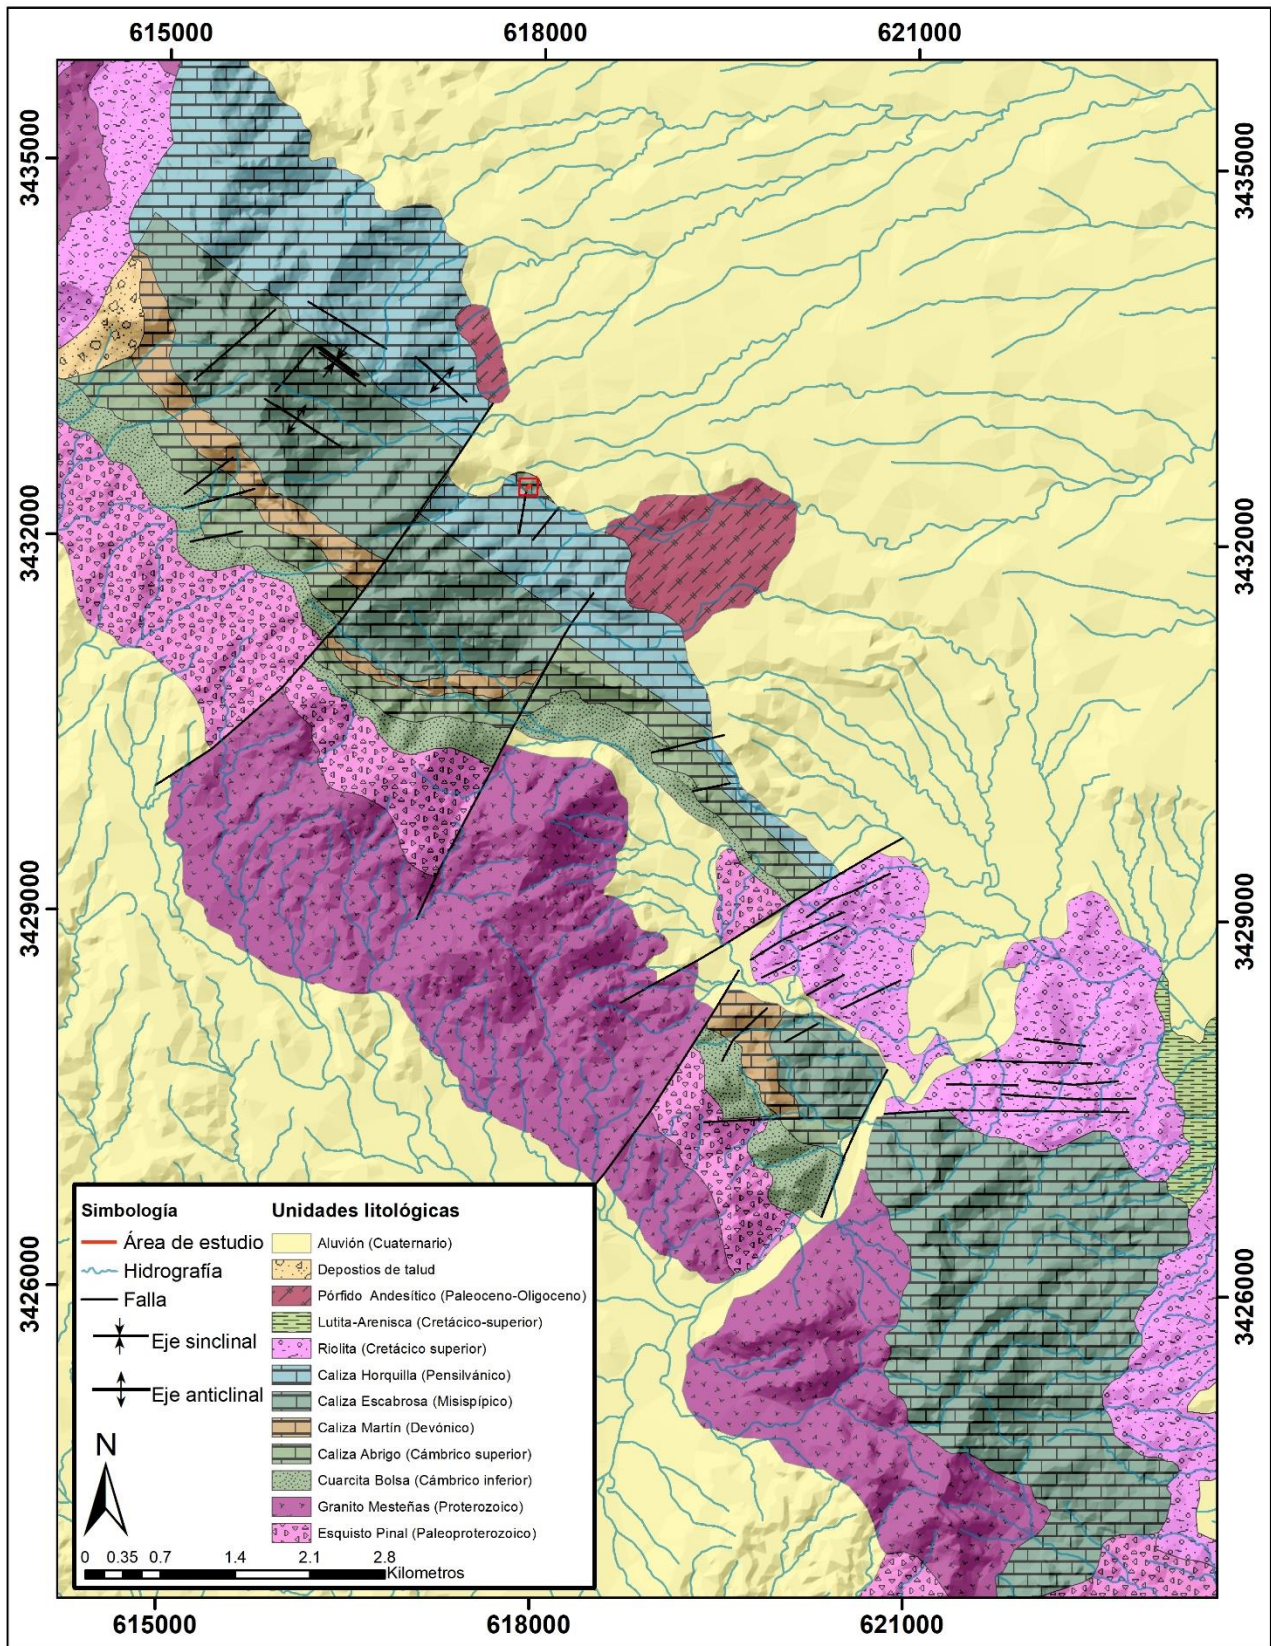 615000 618000 621000
3435000
3432000
3429000
3426000
3435000
3432000
3429000
3426000
Simbología
Área de estudio
Hidrografía
Falla
Eje sinclinal
Eje anticlinal
N
Unidades litológicas
Aluvión (Cuaternario)
Depostios de talud
Pórfido Andesítico (Paleoceno-Oligoceno)
Lutita-Arenisca (Cretácico-superior)
Riolita (Cretácico superior)
Caliza Horquilla (Pensilvánico)
Caliza Escabrosa (Misispípico)
Caliza Martín (Devónico)
Caliza Abrigo (Cámbrico superior)
Cuarcita Bolsa (Cámbrico inferior)
Granito Mesteñas (Proterozoico)
Esquisto Pinal (Paleoproterozoico)
0 0.35 0.7 1.4 2.1 2.8
Kilometros
615000 618000 621000